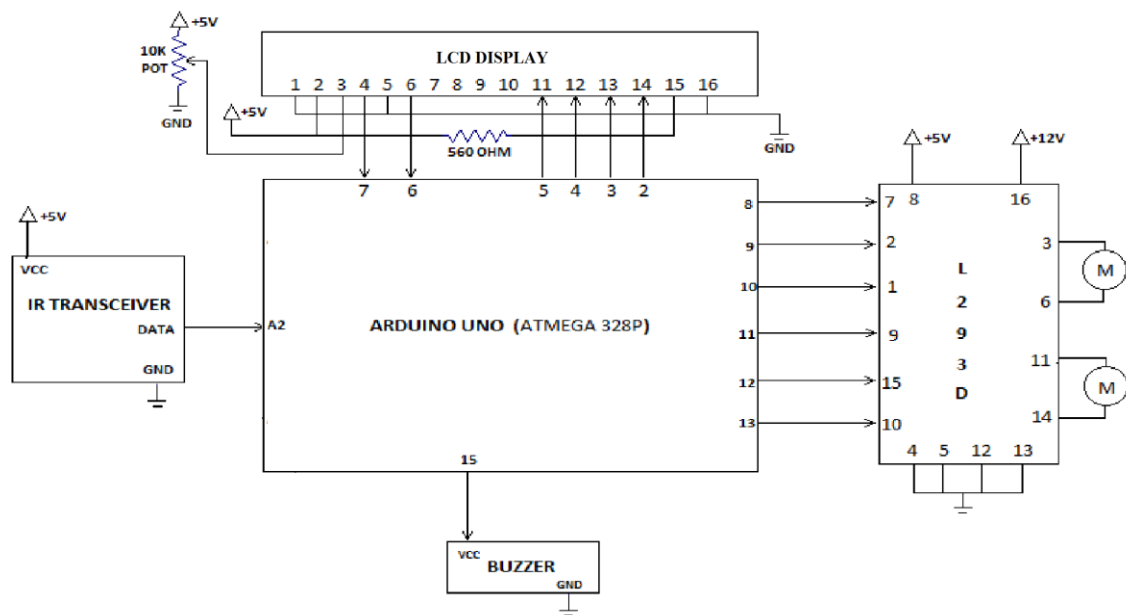 +5V
10K
POT
GND
LCD DISPLAY
1 2 3 4 5 6 7 8 9 10 11 12 13 14 15 16
+5V
560 OHM
GND
7 6 5 4 3 2
+5V
VCC
IR TRANSCEIVER
DATA
GND
A2
ARDUINO UNO (ATMEGA 328P)
8
9
10
11
12
13
15
VCC
BUZZER
GND
+5V
+12V
8 16
7
2
1
9
15
10
L
2
9
3
D
3
6
11
14
M
M
4 5 12 13